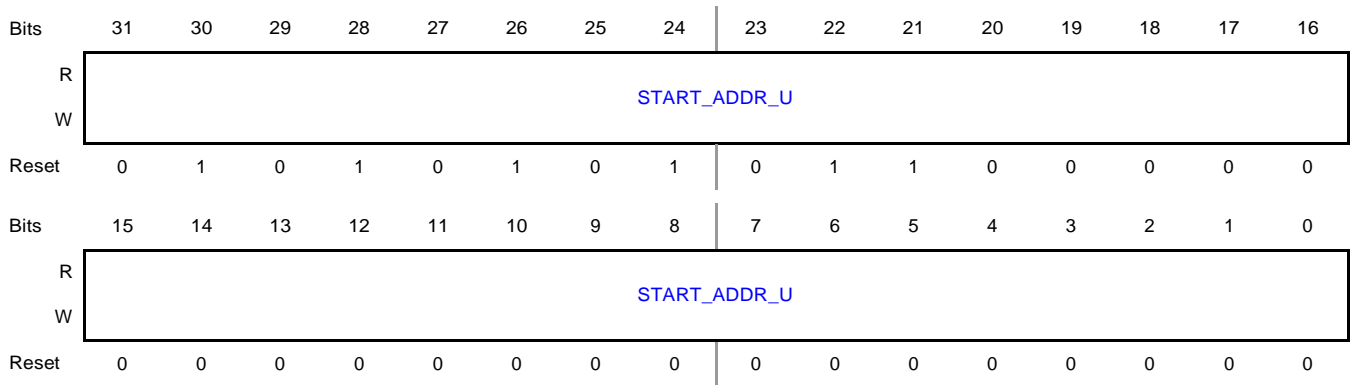 Bits 31 30 29 28 27 26 25 24 23 22 21 20 19 18 17 16
R
START_ADDR_U
W
Reset 0 1 0 1 0 1 0 1 0 1 1 0 0 0 0 0
Bits 15 14 13 12 11 10 9 8 7 6 5 4 3 2 1 0
R
START_ADDR_U
W
Reset 0 0 0 0 0 0 0 0 0 0 0 0 0 0 0 0